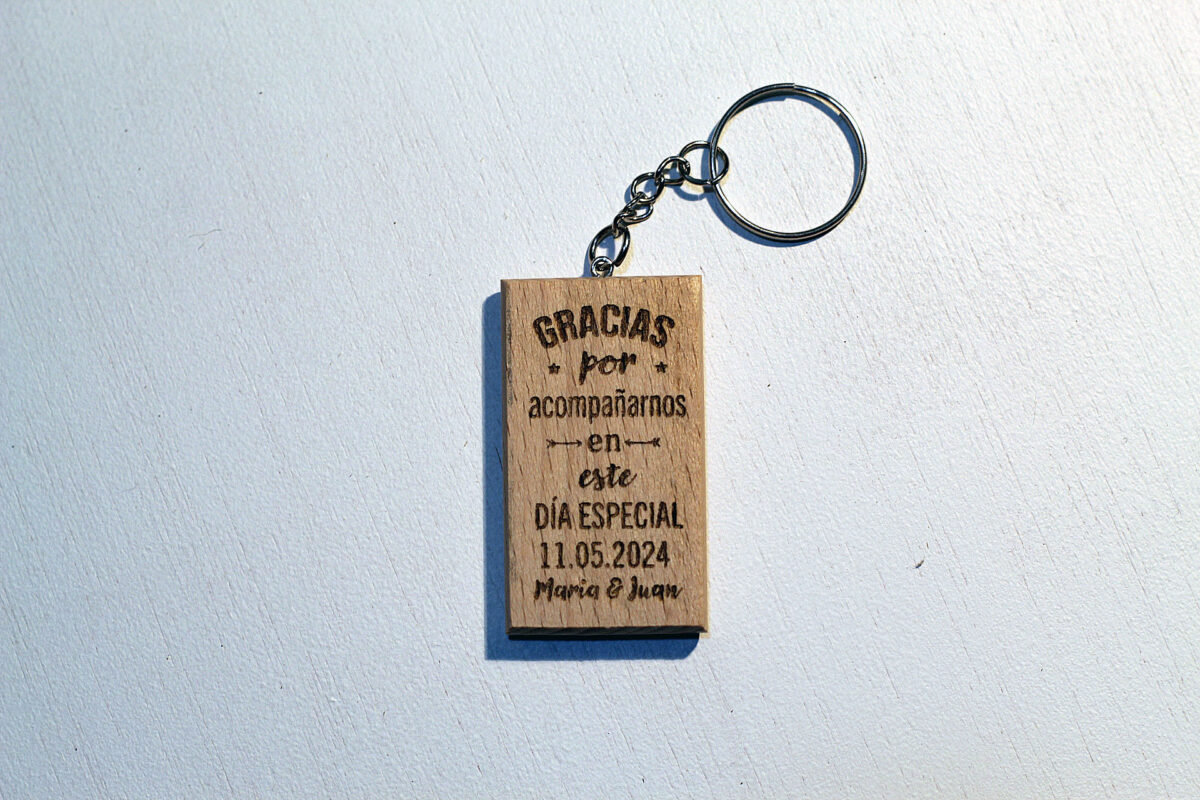 GRACIAS
por
acompañarnos
en
este
DÍA ESPECIAL
11.05.2024
Maria & Juan